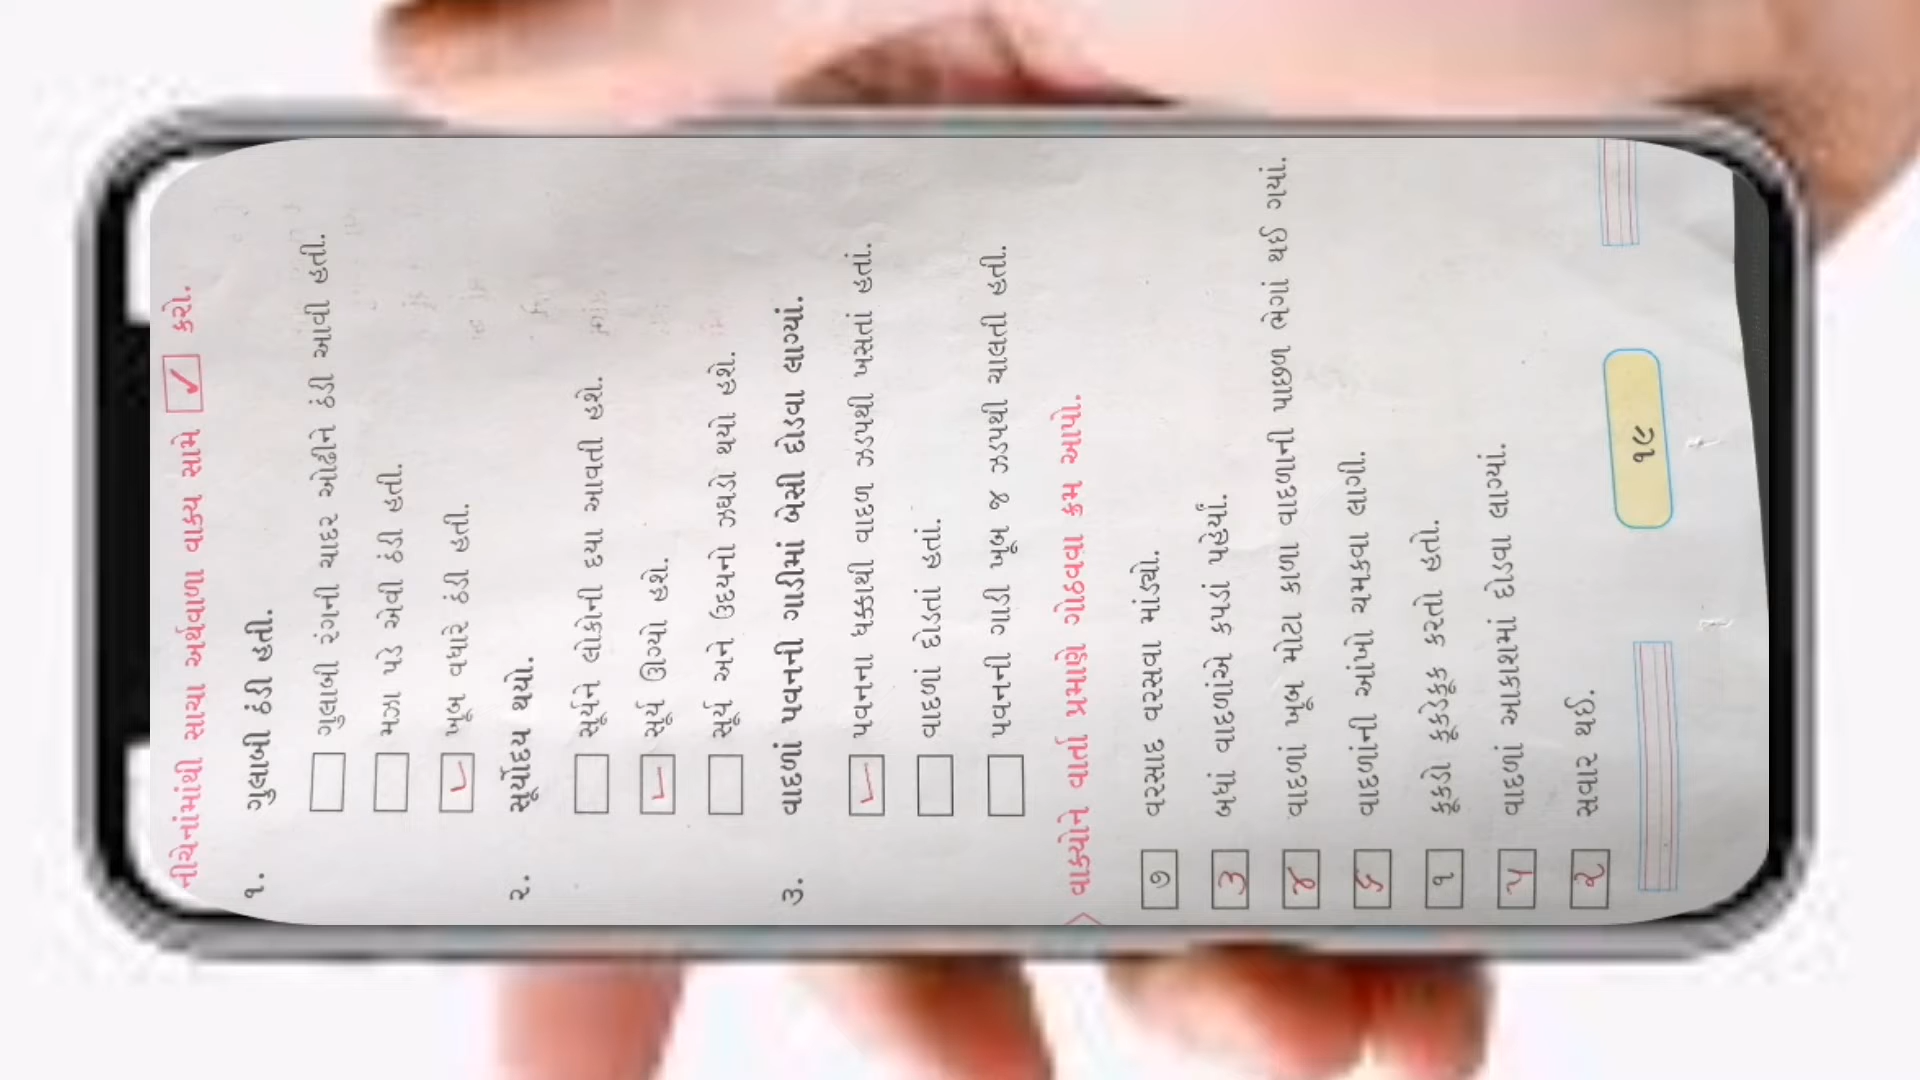 નીચેનાંમાંથી સાચા અર્થવાળા વાક્ય સામે ✓ કરો.
૧. ગુલાબી ઠંડી હતી.
ગુલાબી રંગની ચાદર ઓઢીને ઠંડી આવી હતી.
મઝા પડે એવી ઠંડી હતી.
✓ ખૂબ વધારે ઠંડી હતી.
૨. સૂર્યોદય થયો.
સૂર્યને લોકોની દયા આવતી હશે.
✓ સૂર્ય ઊગ્યો હશે.
સૂર્ય અને ઉદયનો ઝઘડો થયો હશે.
૩. વાદળાં પવનની ગાડીમાં બેસી દોડવા લાગ્યાં.
✓ પવનના ધક્કાથી વાદળ ઝડપથી ખસતાં હતાં.
વાદળાં દોડતાં હતાં.
પવનની ગાડી ખૂબ જ ઝડપથી ચાલતી હતી.
વાક્યોને વાર્તા પ્રમાણે ગોઠવવા ક્રમ આપો.
૭ વરસાદ વરસવા માંડ્યો.
૩ બધાં વાદળાંએ કપડાં પહેર્યાં.
૪ વાદળાં ખૂબ મોટા કાળા વાદળાની પાછળ ભેગાં થઈ ગયાં.
૬ વાદળાંની આંખો ચમકવા લાગી.
૧ કૂકડો કૂકડેકૂક કરતો હતો.
૫ વાદળાં આકાશમાં દોડવા લાગ્યાં.
૨ સવાર થઈ.
૧૯